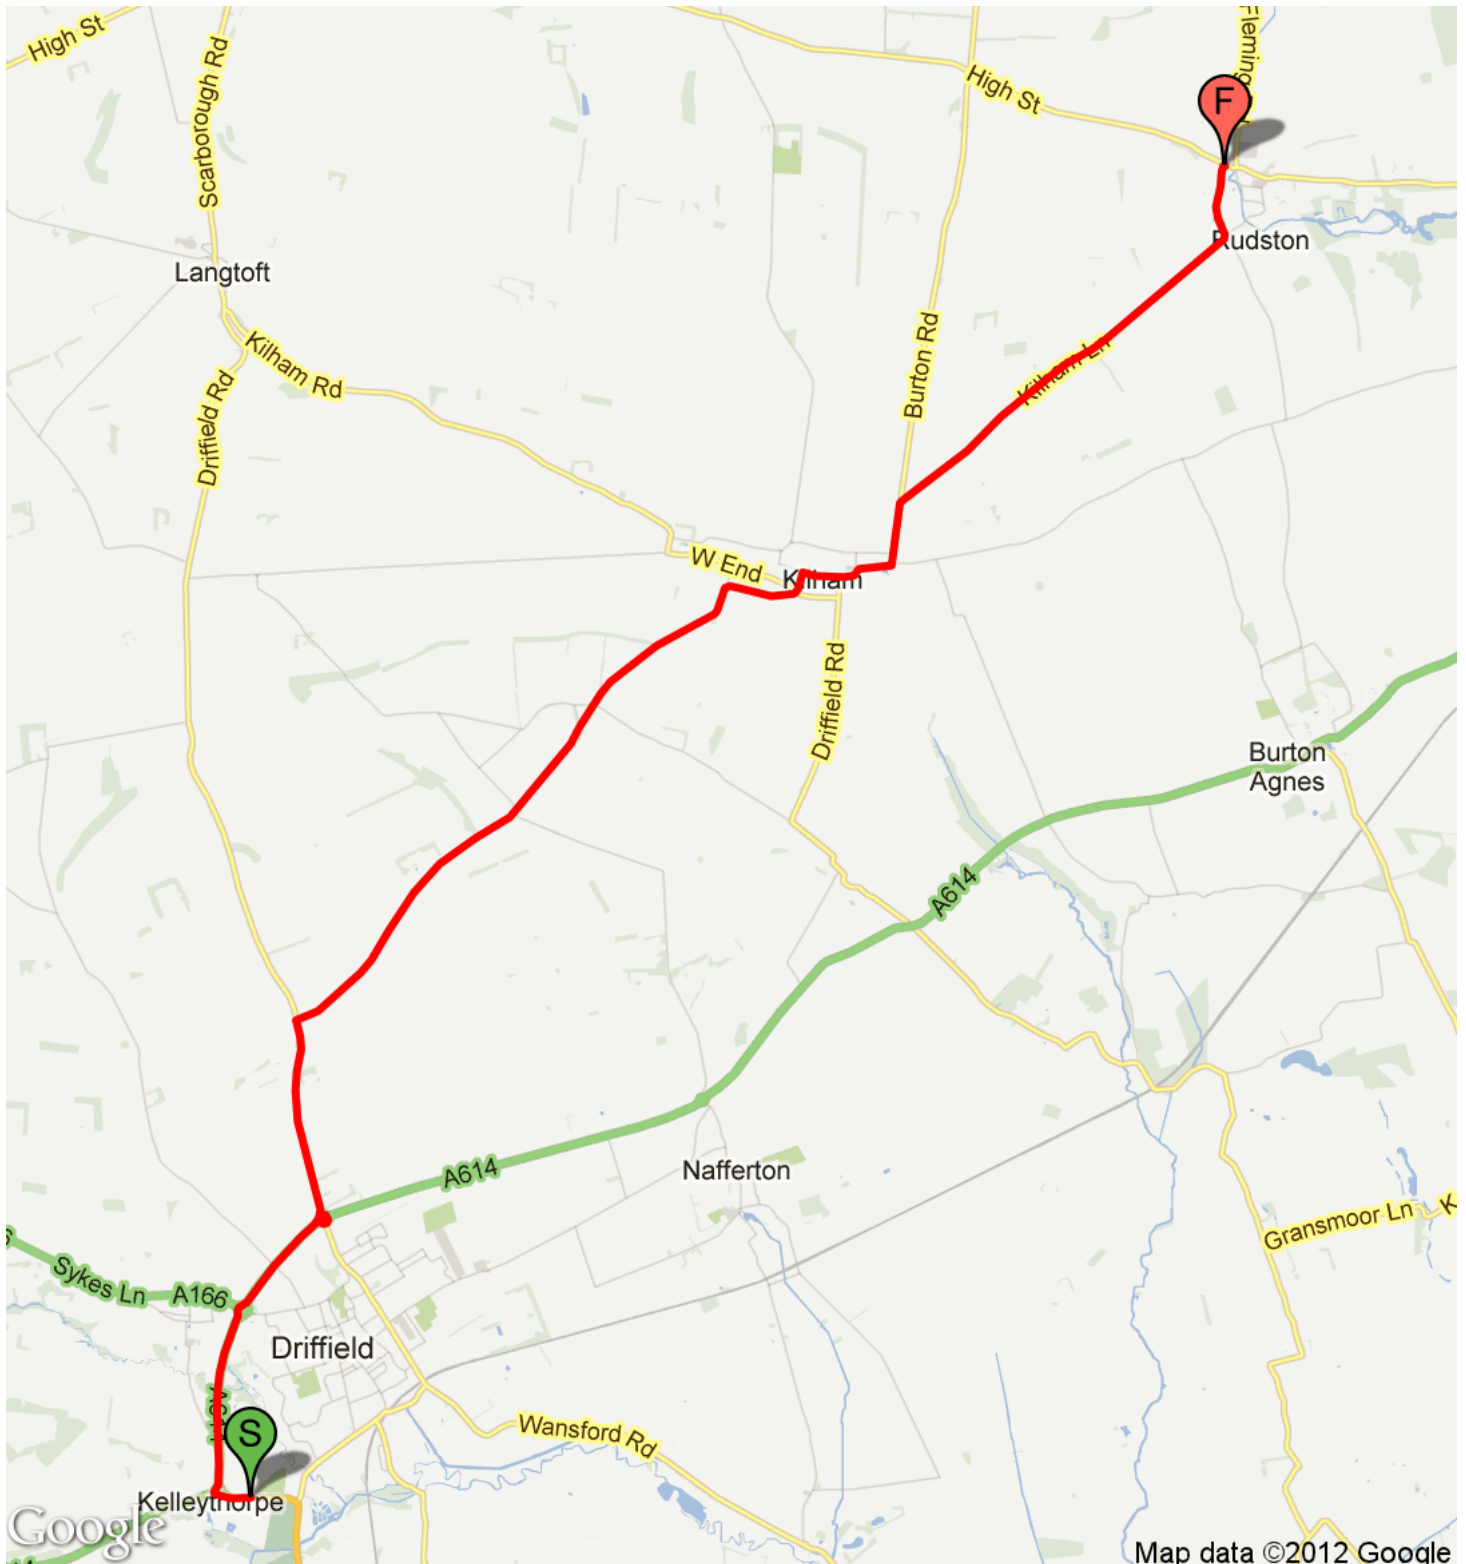 High St
Scarborough Rd
High St
F
Langtoft
Rudston
Kilham Rd
Driffield Rd
Burton Rd
Kilham Ln
W End
Kilham
Driffield Rd
Burton
Agnes
A614
Nafferton
A614
Gransmoor Ln
Sykes Ln
A166
Driffield
S
Wansford Rd
Kelleythorpe
Google
Map data ©2012 Google